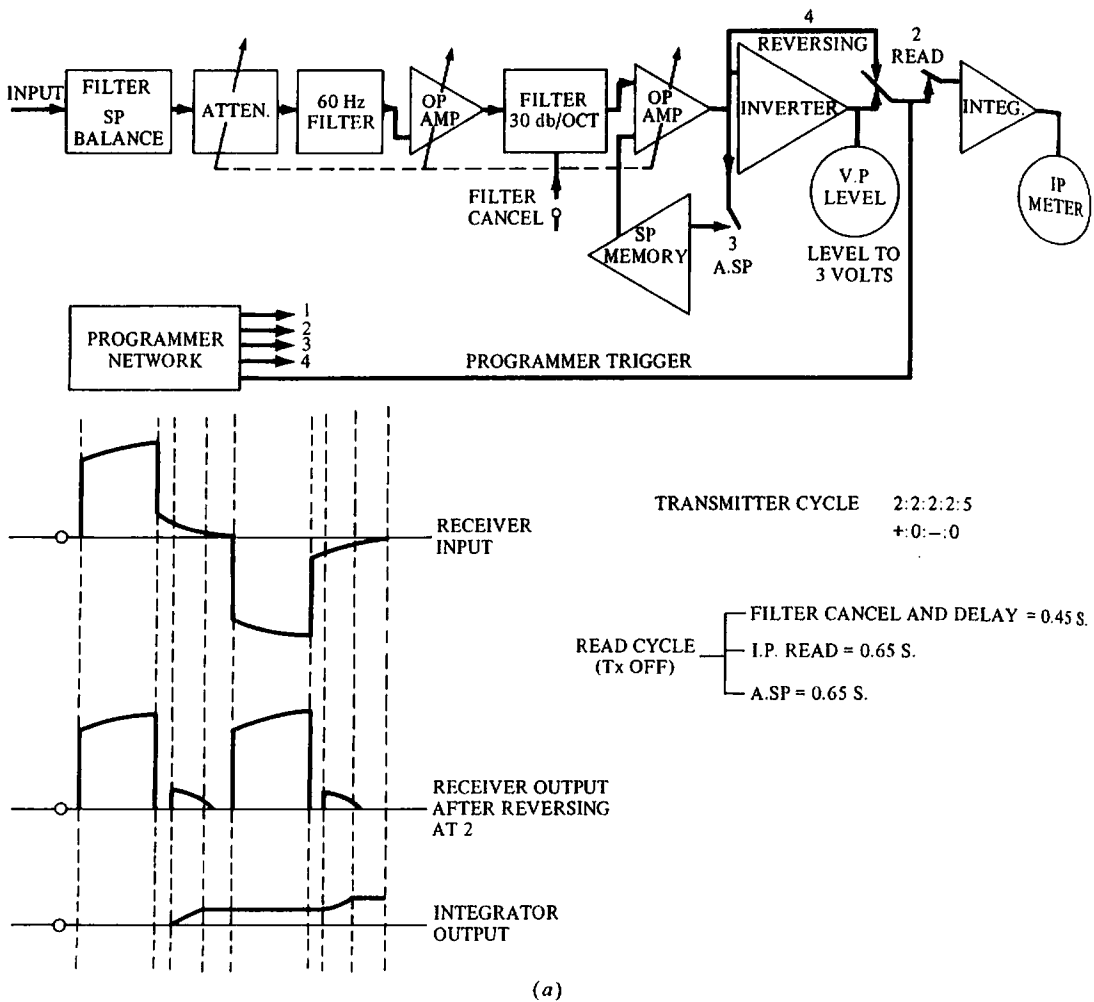 INPUT
FILTER
SP
BALANCE
ATTEN.
60 Hz
FILTER
OP
AMP
FILTER
30 db/OCT
FILTER
CANCEL
OP
AMP
SP
MEMORY
3
A.SP
4
REVERSING
INVERTER
V.P
LEVEL
LEVEL TO
3 VOLTS
2
READ
INTEG.
IP
METER
PROGRAMMER
NETWORK
1
2
3
4
PROGRAMMER TRIGGER
RECEIVER
INPUT
TRANSMITTER CYCLE 2:2:2:2:5
+:0:–:0
READ CYCLE
(Tx OFF)
FILTER CANCEL AND DELAY = 0.45 S.
I.P. READ = 0.65 S.
A.SP = 0.65 S.
RECEIVER OUTPUT
AFTER REVERSING
AT 2
INTEGRATOR
OUTPUT
(a)